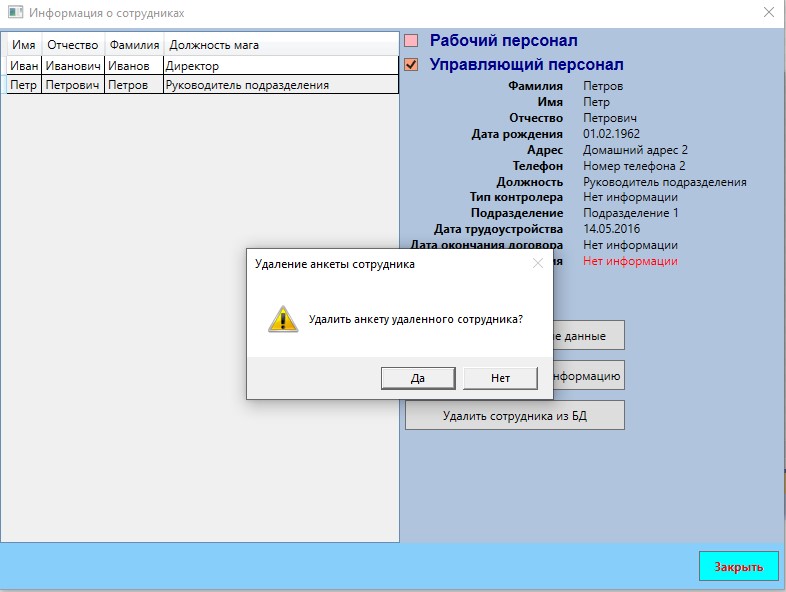 Информация о сотрудниках
Имя Отчество Фамилия Должность мага
Иван Иванович Иванов Директор
Петр Петрович Петров Руководитель подразделения
Рабочий персонал
Управляющий персонал
Фамилия Петров
Имя Петр
Отчество Петрович
Дата рождения 01.02.1962
Адрес Домашний адрес 2
Телефон Номер телефона 2
Должность Руководитель подразделения
Тип контролера Нет информации
Подразделение Подразделение 1
Дата трудоустройства 14.05.2016
Дата окончания договора Нет информации
Нет информации
Удаление анкеты сотрудника
Удалить анкету удаленного сотрудника?
Да Нет
данные
нформацию
Удалить сотрудника из БД
Закрыть